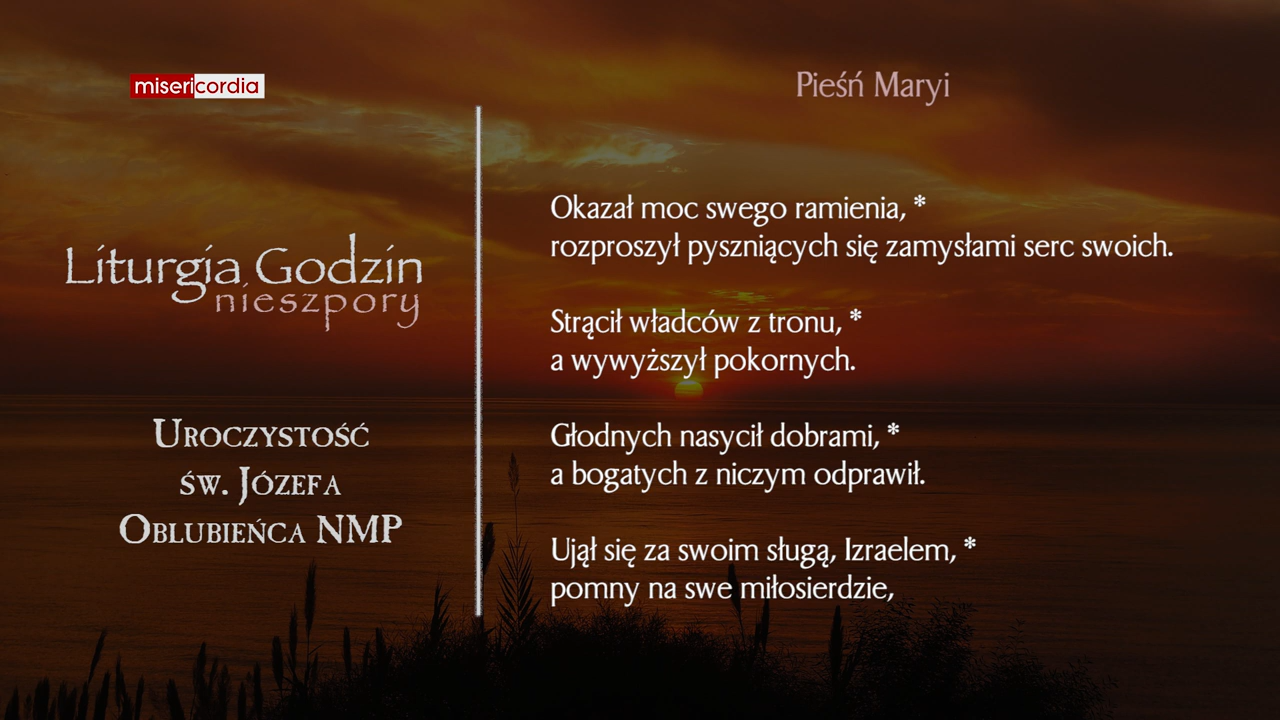 misericordia
Liturgia Godzin
nieszpory
Uroczystość
św. Józefa
Oblubieńca NMP
Pieśń Maryi
Okazał moc swego ramienia, *
rozproszył pyszniących się zamysłami serc swoich.
Strącił władców z tronu, *
a wywyższył pokornych.
Głodnych nasycił dobrami, *
a bogatych z niczym odprawił.
Ujął się za swoim sługą, Izraelem, *
pomny na swe miłosierdzie,